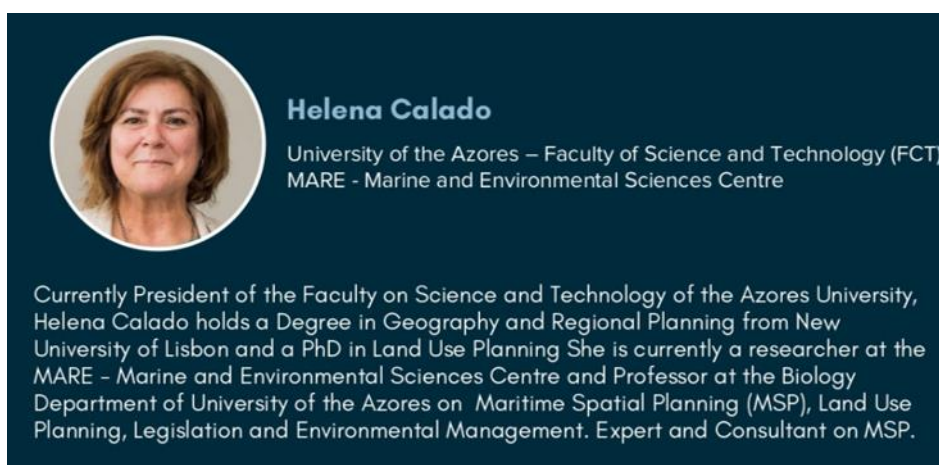 Helena Calado
University of the Azores – Faculty of Science and Technology (FCT)
MARE - Marine and Environmental Sciences Centre
Currently President of the Faculty on Science and Technology of the Azores University,
Helena Calado holds a Degree in Geography and Regional Planning from New
University of Lisbon and a PhD in Land Use Planning She is currently a researcher at the
MARE – Marine and Environmental Sciences Centre and Professor at the Biology
Department of University of the Azores on  Maritime Spatial Planning (MSP), Land Use
Planning, Legislation and Environmental Management. Expert and Consultant on MSP.